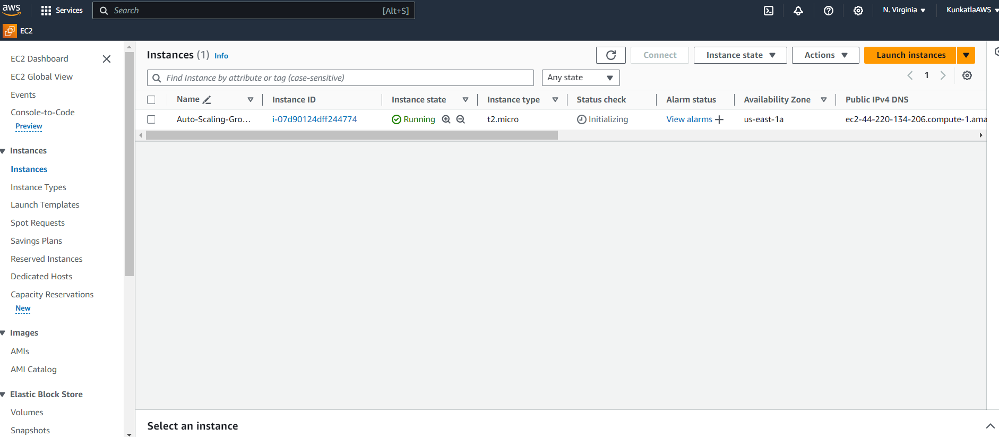 aws Services Search [Alt+S] N. Virginia KunkatlaAWS
EC2
EC2 Dashboard
EC2 Global View
Events
Console-to-Code
Preview
Instances
Instances
Instance Types
Launch Templates
Spot Requests
Savings Plans
Reserved Instances
Dedicated Hosts
Capacity Reservations
New
Images
AMIs
AMI Catalog
Elastic Block Store
Volumes
Snapshots
Instances (1) Info Connect Instance state Actions Launch instances
Find Instance by attribute or tag (case-sensitive) Any state 1
Name Instance ID Instance state Instance type Status check Alarm status Availability Zone Public IPv4 DNS
Auto-Scaling-Gro... i-07d90124dff244774 Running t2.micro Initializing View alarms us-east-1a ec2-44-220-134-206.compute-1.ama
Select an instance